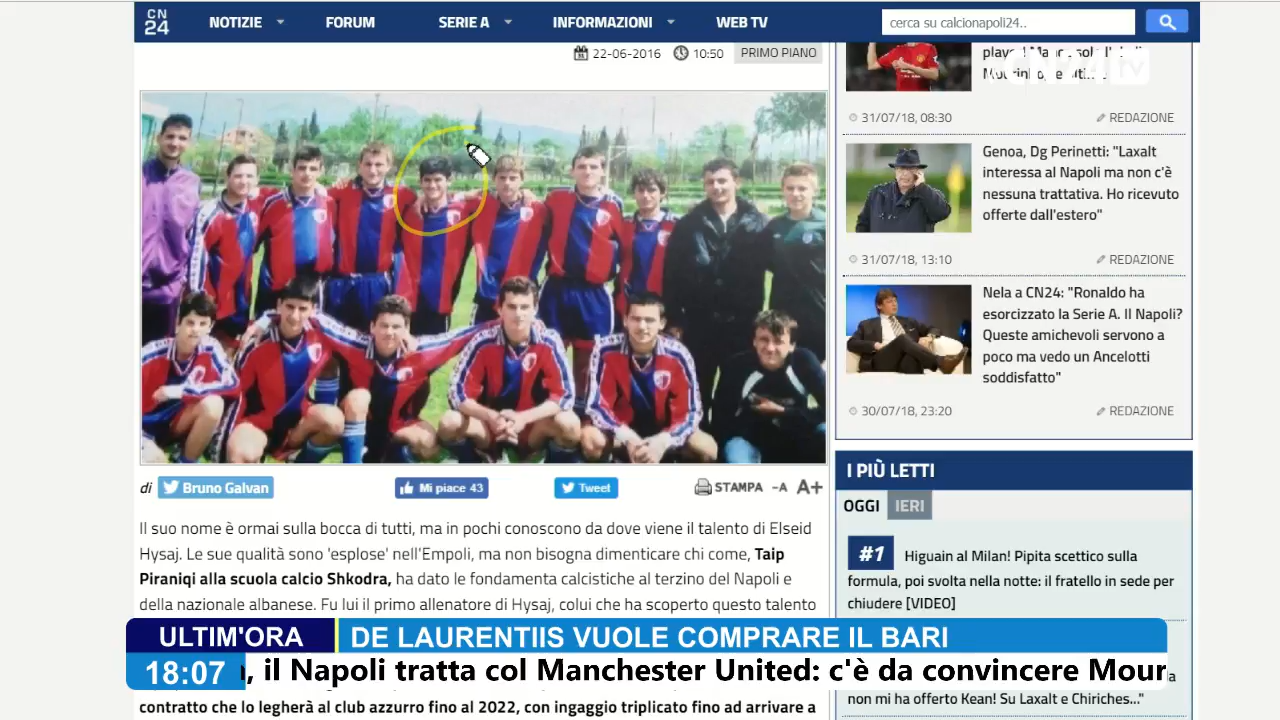 CN
24
NOTIZIE
FORUM
SERIE A
INFORMAZIONI
WEB TV
cerca su calcionapoli24..
22-06-2016
10:50
PRIMO PIANO
CN24 TV
31/07/18, 08:30
REDAZIONE
Genoa, Dg Perinetti: "Laxalt
interessa al Napoli ma non c'è
nessuna trattativa. Ho ricevuto
offerte dall'estero"
31/07/18, 13:10
REDAZIONE
Nela a CN24: "Ronaldo ha
esorcizzato la Serie A. Il Napoli?
Queste amichevoli servono a
poco ma vedo un Ancelotti
soddisfatto"
30/07/18, 23:20
REDAZIONE
di
Bruno Galvan
Mi piace 43
Tweet
STAMPA -A A+
Il suo nome è ormai sulla bocca di tutti, ma in pochi conoscono da dove viene il talento di Elseid
Hysaj. Le sue qualità sono 'esplose' nell'Empoli, ma non bisogna dimenticare chi come, Taip
Piraniqi alla scuola calcio Shkodra, ha dato le fondamenta calcistiche al terzino del Napoli e
della nazionale albanese. Fu lui il primo allenatore di Hysaj, colui che ha scoperto questo talento
I PIÙ LETTI
OGGI
IERI
#1 Higuain al Milan! Pipita scettico sulla
formula, poi svolta nella notte: il fratello in sede per
chiudere [VIDEO]
ULTIM'ORA
DE LAURENTIIS VUOLE COMPRARE IL BARI
18:07
, il Napoli tratta col Manchester United: c'è da convincere Mour
non mi ha offerto Kean! Su Laxalt e Chiriches..."
contratto che lo legherà al club azzurro fino al 2022, con ingaggio triplicato fino ad arrivare a